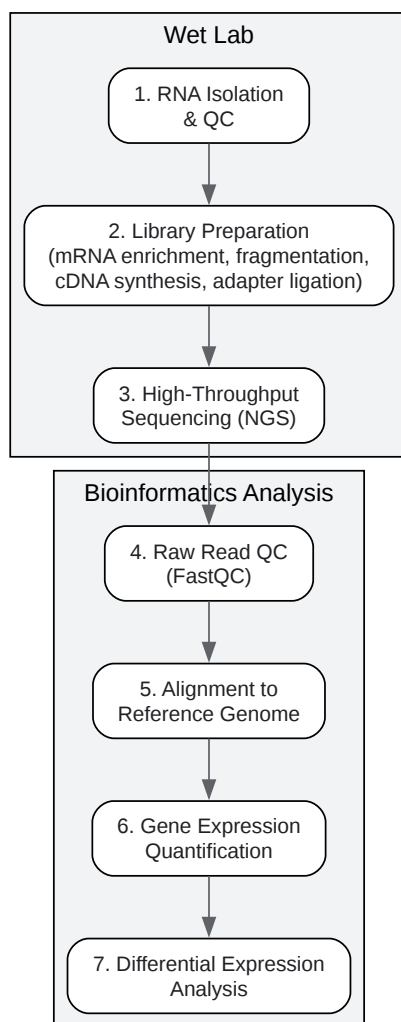 Wet Lab
1. RNA Isolation
& QC
2. Library Preparation
(mRNA enrichment, fragmentation,
cDNA synthesis, adapter ligation)
3. High-Throughput
Sequencing (NGS)
Bioinformatics Analysis
4. Raw Read QC
(FastQC)
5. Alignment to
Reference Genome
6. Gene Expression
Quantification
7. Differential Expression
Analysis